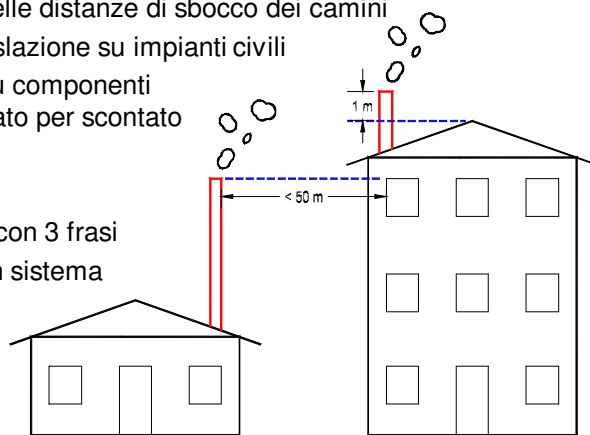 elle distanze di sbocco dei camini
slazione su impianti civili
u componenti
ato per scontato
con 3 frasi
sistema
1 m
< 50 m